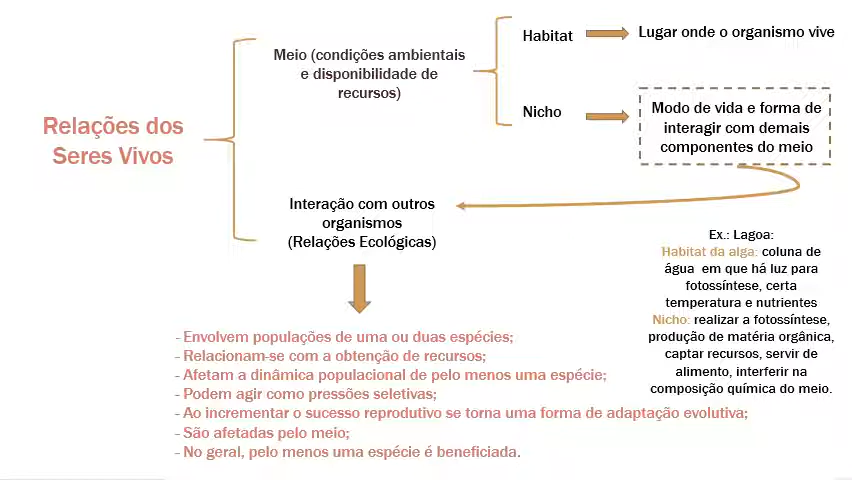 Relações dos
Seres Vivos
Meio (condições ambientais
e disponibilidade de
recursos)
Habitat
Lugar onde o organismo vive
Nicho
Modo de vida e forma de
interagir com demais
componentes do meio
Interação com outros
organismos
(Relações Ecológicas)
Ex.: Lagoa:
Habitat da alga: coluna de
água em que há luz para
fotossíntese, certa
temperatura e nutrientes
Nicho: realizar a fotossíntese,
produção de matéria orgânica,
captar recursos, servir de
alimento, interferir na
composição química do meio.
- Envolvem populações de uma ou duas espécies;
- Relacionam-se com a obtenção de recursos;
- Afetam a dinâmica populacional de pelo menos uma espécie;
- Podem agir como pressões seletivas;
- Ao incrementar o sucesso reprodutivo se torna uma forma de adaptação evolutiva;
- São afetadas pelo meio;
- No geral, pelo menos uma espécie é beneficiada.